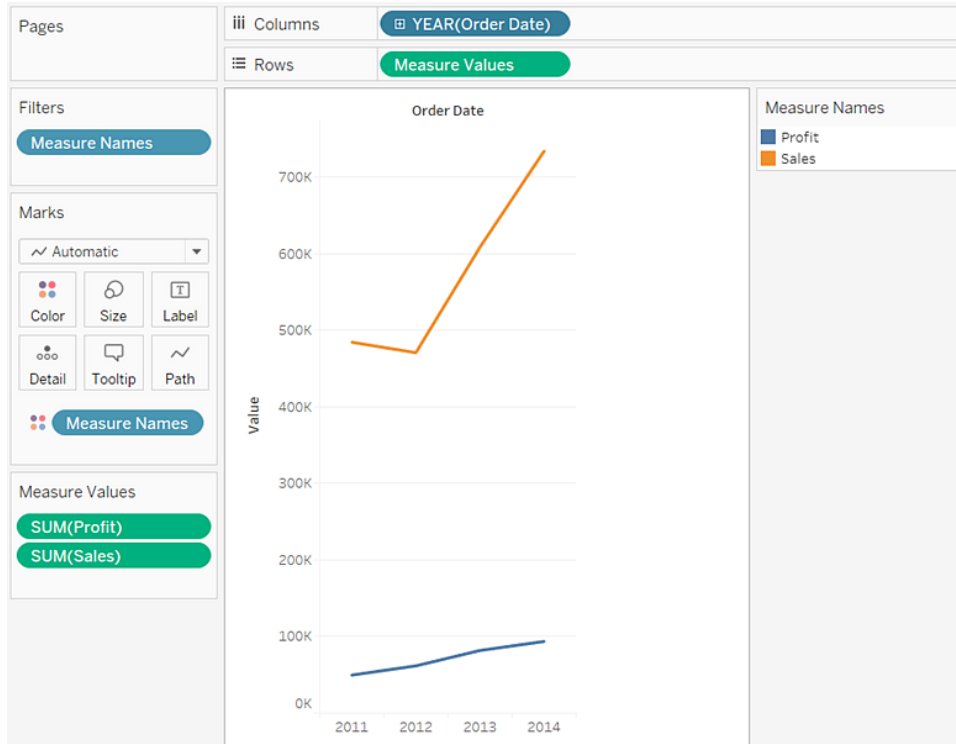 Pages
Columns
YEAR(Order Date)
Rows
Measure Values
Filters
Measure Names
Marks
Automatic
Color Size Label
Detail Tooltip Path
Measure Names
Measure Values
SUM(Profit)
SUM(Sales)
Order Date
Value
700K
600K
500K
400K
300K
200K
100K
0K
2011 2012 2013 2014
Measure Names
Profit
Sales